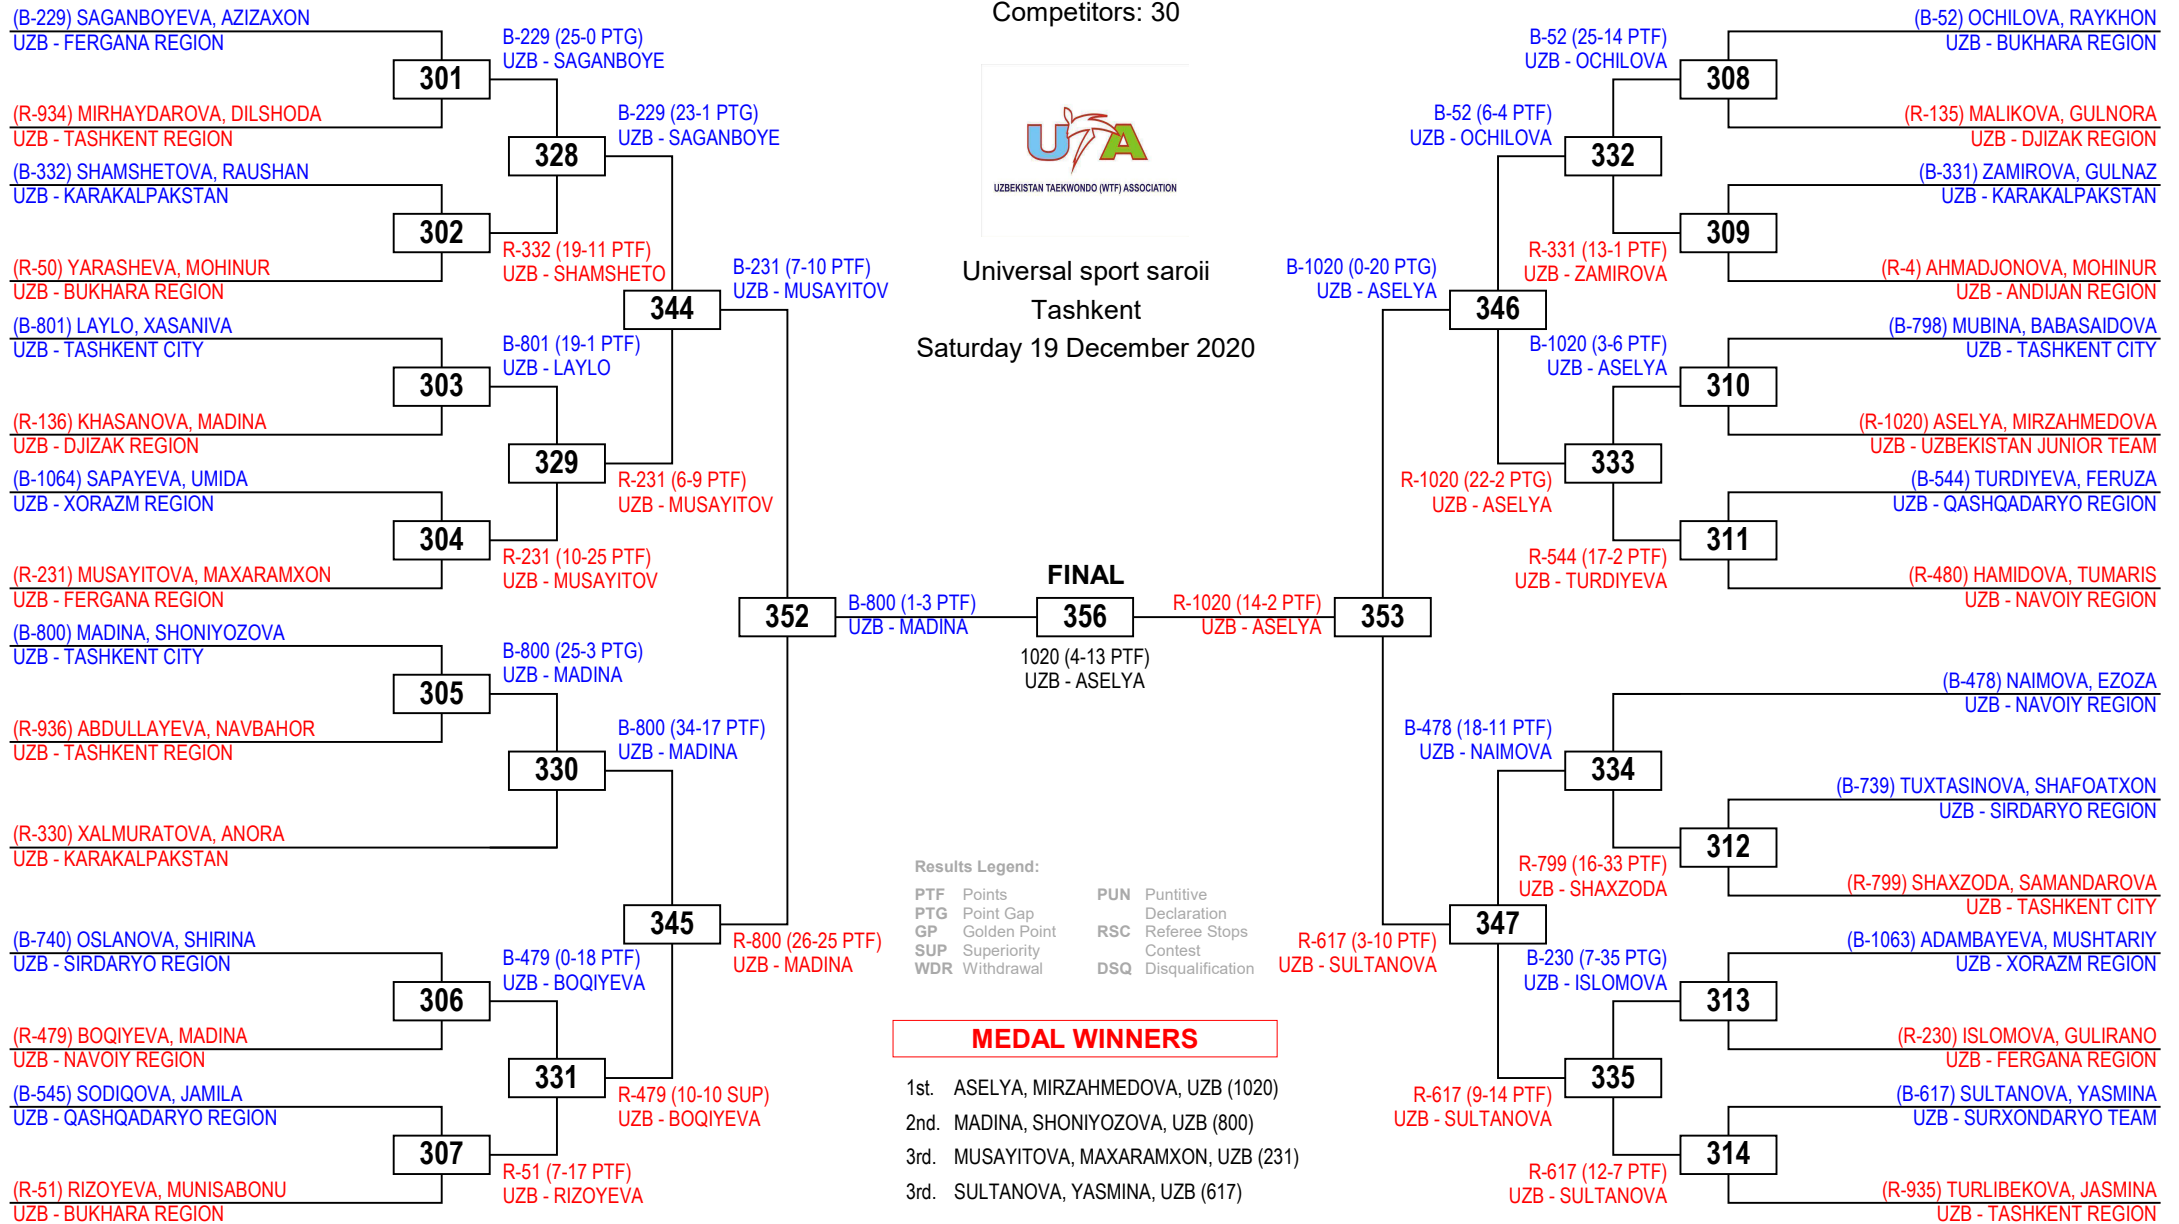 Competitors: 30
UTA
UZBEKISTAN TAEKWONDO (WTF) ASSOCIATION
Universal sport saroii
Tashkent
Saturday 19 December 2020
(B-229) SAGANBOYEVA, AZIZAXON
UZB - FERGANA REGION
301
(R-934) MIRHAYDAROVA, DILSHODA
UZB - TASHKENT REGION
(B-332) SHAMSHETOVA, RAUSHAN
UZB - KARAKALPAKSTAN
302
(R-50) YARASHEVA, MOHINUR
UZB - BUKHARA REGION
(B-801) LAYLO, XASANIVA
UZB - TASHKENT CITY
303
(R-136) KHASANOVA, MADINA
UZB - DJIZAK REGION
(B-1064) SAPAYEVA, UMIDA
UZB - XORAZM REGION
304
(R-231) MUSAYITOVA, MAXARAMXON
UZB - FERGANA REGION
(B-800) MADINA, SHONIYOZOVA
UZB - TASHKENT CITY
305
(R-936) ABDULLAYEVA, NAVBAHOR
UZB - TASHKENT REGION
(R-330) XALMURATOVA, ANORA
UZB - KARAKALPAKSTAN
(B-740) OSLANOVA, SHIRINA
UZB - SIRDARYO REGION
306
(R-479) BOQIYEVA, MADINA
UZB - NAVOIY REGION
(B-545) SODIQOVA, JAMILA
UZB - QASHQADARYO REGION
307
(R-51) RIZOYEVA, MUNISABONU
UZB - BUKHARA REGION
B-229 (25-0 PTG)
UZB - SAGANBOYE
328
R-332 (19-11 PTF)
UZB - SHAMSHETO
B-801 (19-1 PTF)
UZB - LAYLO
329
R-231 (10-25 PTF)
UZB - MUSAYITOV
B-800 (25-3 PTG)
UZB - MADINA
330
B-479 (0-18 PTF)
UZB - BOQIYEVA
331
R-51 (7-17 PTF)
UZB - RIZOYEVA
B-229 (23-1 PTG)
UZB - SAGANBOYE
344
R-231 (6-9 PTF)
UZB - MUSAYITOV
B-800 (34-17 PTF)
UZB - MADINA
345
R-479 (10-10 SUP)
UZB - BOQIYEVA
B-231 (7-10 PTF)
UZB - MUSAYITOV
352
R-800 (26-25 PTF)
UZB - MADINA
B-800 (1-3 PTF)
UZB - MADINA
FINAL
356
1020 (4-13 PTF)
UZB - ASELYA
R-1020 (14-2 PTF)
UZB - ASELYA
353
B-1020 (0-20 PTG)
UZB - ASELYA
R-617 (3-10 PTF)
UZB - SULTANOVA
B-52 (6-4 PTF)
UZB - OCHILOVA
346
R-1020 (22-2 PTG)
UZB - ASELYA
B-478 (18-11 PTF)
UZB - NAIMOVA
347
R-617 (9-14 PTF)
UZB - SULTANOVA
B-52 (25-14 PTF)
UZB - OCHILOVA
332
R-331 (13-1 PTF)
UZB - ZAMIROVA
B-1020 (3-6 PTF)
UZB - ASELYA
333
R-544 (17-2 PTF)
UZB - TURDIYEVA
334
R-799 (16-33 PTF)
UZB - SHAXZODA
B-230 (7-35 PTG)
UZB - ISLOMOVA
335
R-617 (12-7 PTF)
UZB - SULTANOVA
(B-52) OCHILOVA, RAYKHON
UZB - BUKHARA REGION
308
(R-135) MALIKOVA, GULNORA
UZB - DJIZAK REGION
(B-331) ZAMIROVA, GULNAZ
UZB - KARAKALPAKSTAN
309
(R-4) AHMADJONOVA, MOHINUR
UZB - ANDIJAN REGION
(B-798) MUBINA, BABASAIDOVA
UZB - TASHKENT CITY
310
(R-1020) ASELYA, MIRZAHMEDOVA
UZB - UZBEKISTAN JUNIOR TEAM
(B-544) TURDIYEVA, FERUZA
UZB - QASHQADARYO REGION
311
(R-480) HAMIDOVA, TUMARIS
UZB - NAVOIY REGION
(B-478) NAIMOVA, EZOZA
UZB - NAVOIY REGION
(B-739) TUXTASINOVA, SHAFOATXON
UZB - SIRDARYO REGION
312
(R-799) SHAXZODA, SAMANDAROVA
UZB - TASHKENT CITY
(B-1063) ADAMBAYEVA, MUSHTARIY
UZB - XORAZM REGION
313
(R-230) ISLOMOVA, GULIRANO
UZB - FERGANA REGION
(B-617) SULTANOVA, YASMINA
UZB - SURXONDARYO TEAM
314
(R-935) TURLIBEKOVA, JASMINA
UZB - TASHKENT REGION
Results Legend:
PTF Points PUN Puntitive
PTG Point Gap Declaration
GP Golden Point RSC Referee Stops
SUP Superiority Contest
WDR Withdrawal DSQ Disqualification
MEDAL WINNERS
1st. ASELYA, MIRZAHMEDOVA, UZB (1020)
2nd. MADINA, SHONIYOZOVA, UZB (800)
3rd. MUSAYITOVA, MAXARAMXON, UZB (231)
3rd. SULTANOVA, YASMINA, UZB (617)